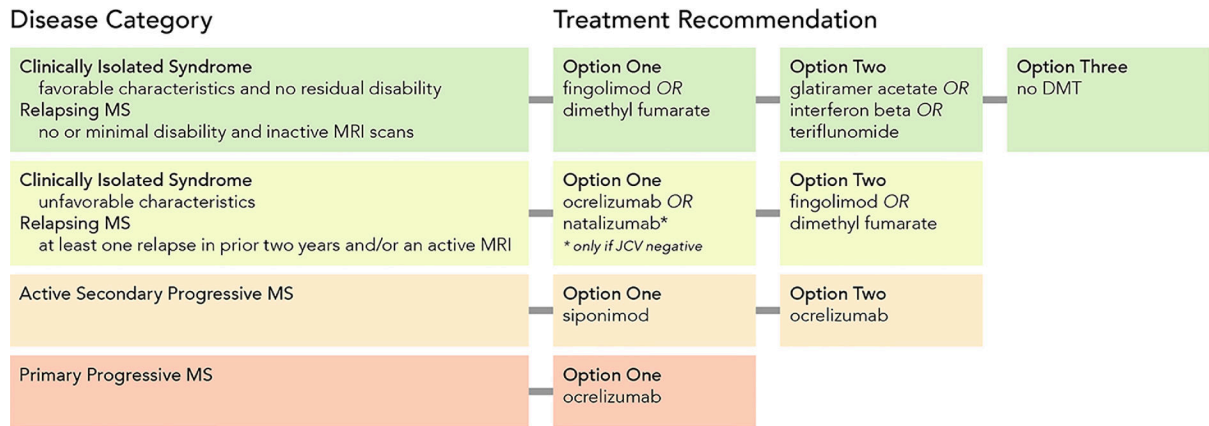 Disease Category
Treatment Recommendation
Clinically Isolated Syndrome
favorable characteristics and no residual disability
Relapsing MS
no or minimal disability and inactive MRI scans
Option One
fingolimod OR
dimethyl fumarate
Option Two
glatiramer acetate OR
interferon beta OR
teriflunomide
Option Three
no DMT
Clinically Isolated Syndrome
unfavorable characteristics
Relapsing MS
at least one relapse in prior two years and/or an active MRI
Option One
ocrelizumab OR
natalizumab*
* only if JCV negative
Option Two
fingolimod OR
dimethyl fumarate
Active Secondary Progressive MS
Option One
siponimod
Option Two
ocrelizumab
Primary Progressive MS
Option One
ocrelizumab